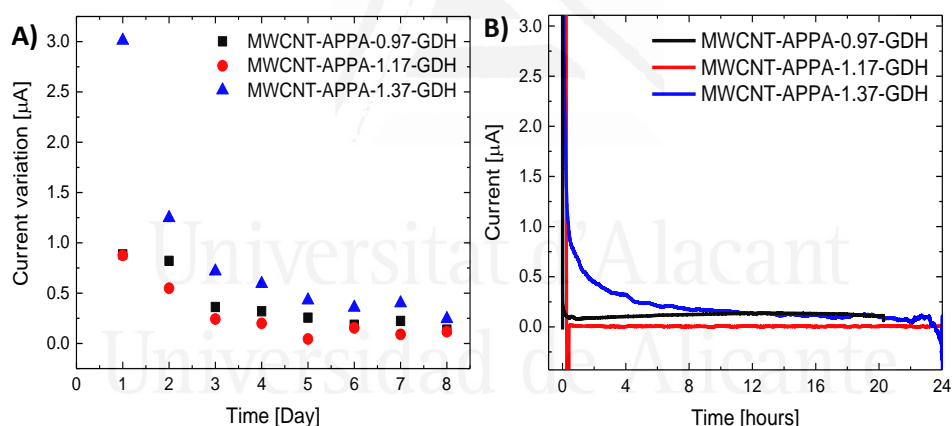 A)
MWCNT-APPA-0.97-GDH
MWCNT-APPA-1.17-GDH
MWCNT-APPA-1.37-GDH
Current variation [µA]
3.0
2.5
2.0
1.5
1.0
0.5
0.0
0 1 2 3 4 5 6 7 8
Time [Day]
B)
MWCNT-APPA-0.97-GDH
MWCNT-APPA-1.17-GDH
MWCNT-APPA-1.37-GDH
Current [µA]
3.0
2.5
2.0
1.5
1.0
0.5
0.0
0 4 8 12 16 20 24
Time [hours]
Universitat d'Alacant
Universidad de Alicante